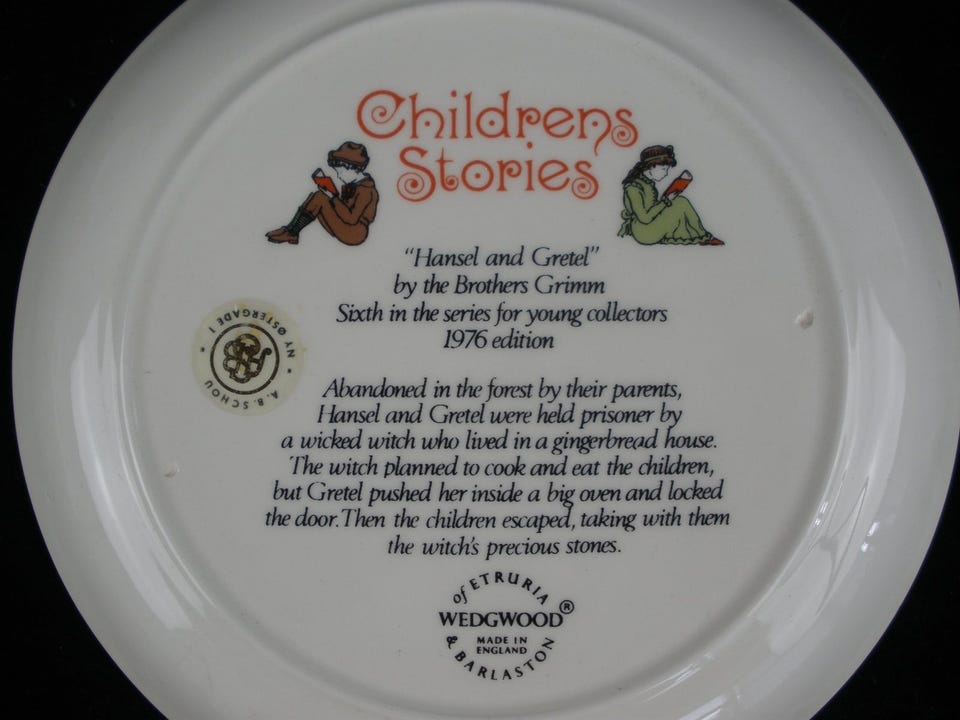 Childrens
Stories
"Hansel and Gretel"
by the Brothers Grimm
Sixth in the series for young collectors
1976 edition
A.B. SCHOU * NY ØSTERGADE 1 *
Abandoned in the forest by their parents,
Hansel and Gretel were held prisoner by
a wicked witch who lived in a gingerbread house.
The witch planned to cook and eat the children,
but Gretel pushed her inside a big oven and locked
the door. Then the children escaped, taking with them
the witch's precious stones.
of ETRURIA
WEDGWOOD®
MADE IN
ENGLAND
& BARLASTON